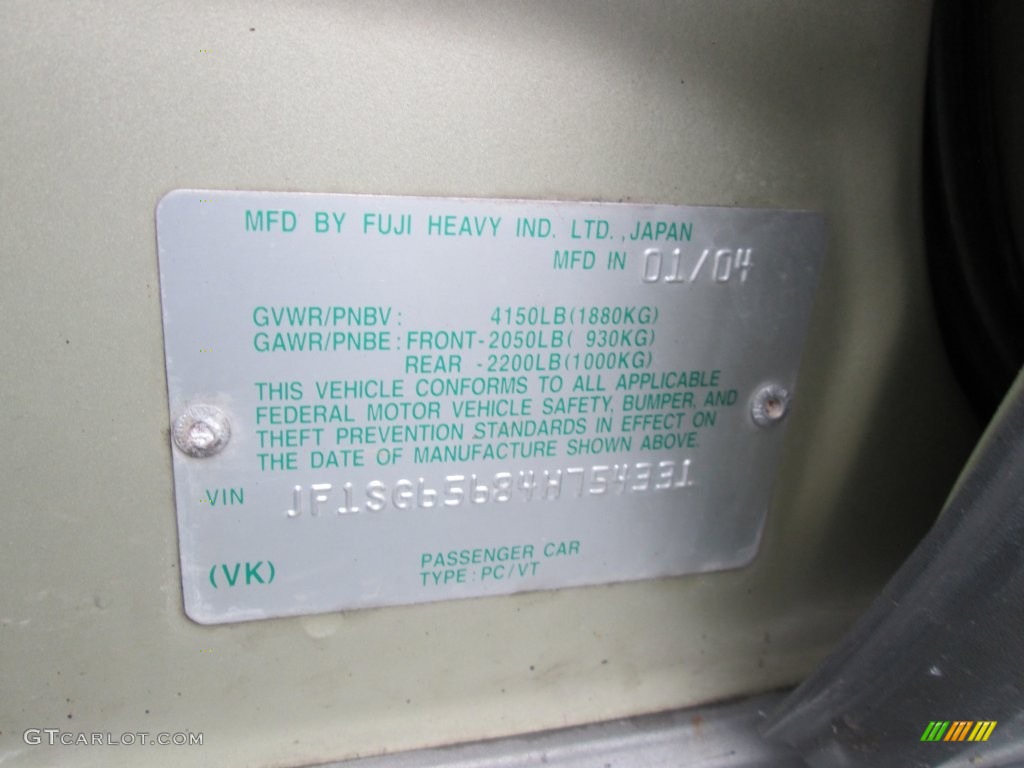 MFD BY FUJI HEAVY IND. LTD., JAPAN
MFD IN 01/04
GVWR/PNBV: 4150LB(1880KG)
GAWR/PNBE: FRONT-2050LB( 930KG)
REAR -2200LB(1000KG)
THIS VEHICLE CONFORMS TO ALL APPLICABLE
FEDERAL MOTOR VEHICLE SAFETY, BUMPER, AND
THEFT PREVENTION STANDARDS IN EFFECT ON
THE DATE OF MANUFACTURE SHOWN ABOVE.
VIN JF1SG65684H754331
(VK)
PASSENGER CAR
TYPE: PC/VT
GTCARLOT.COM